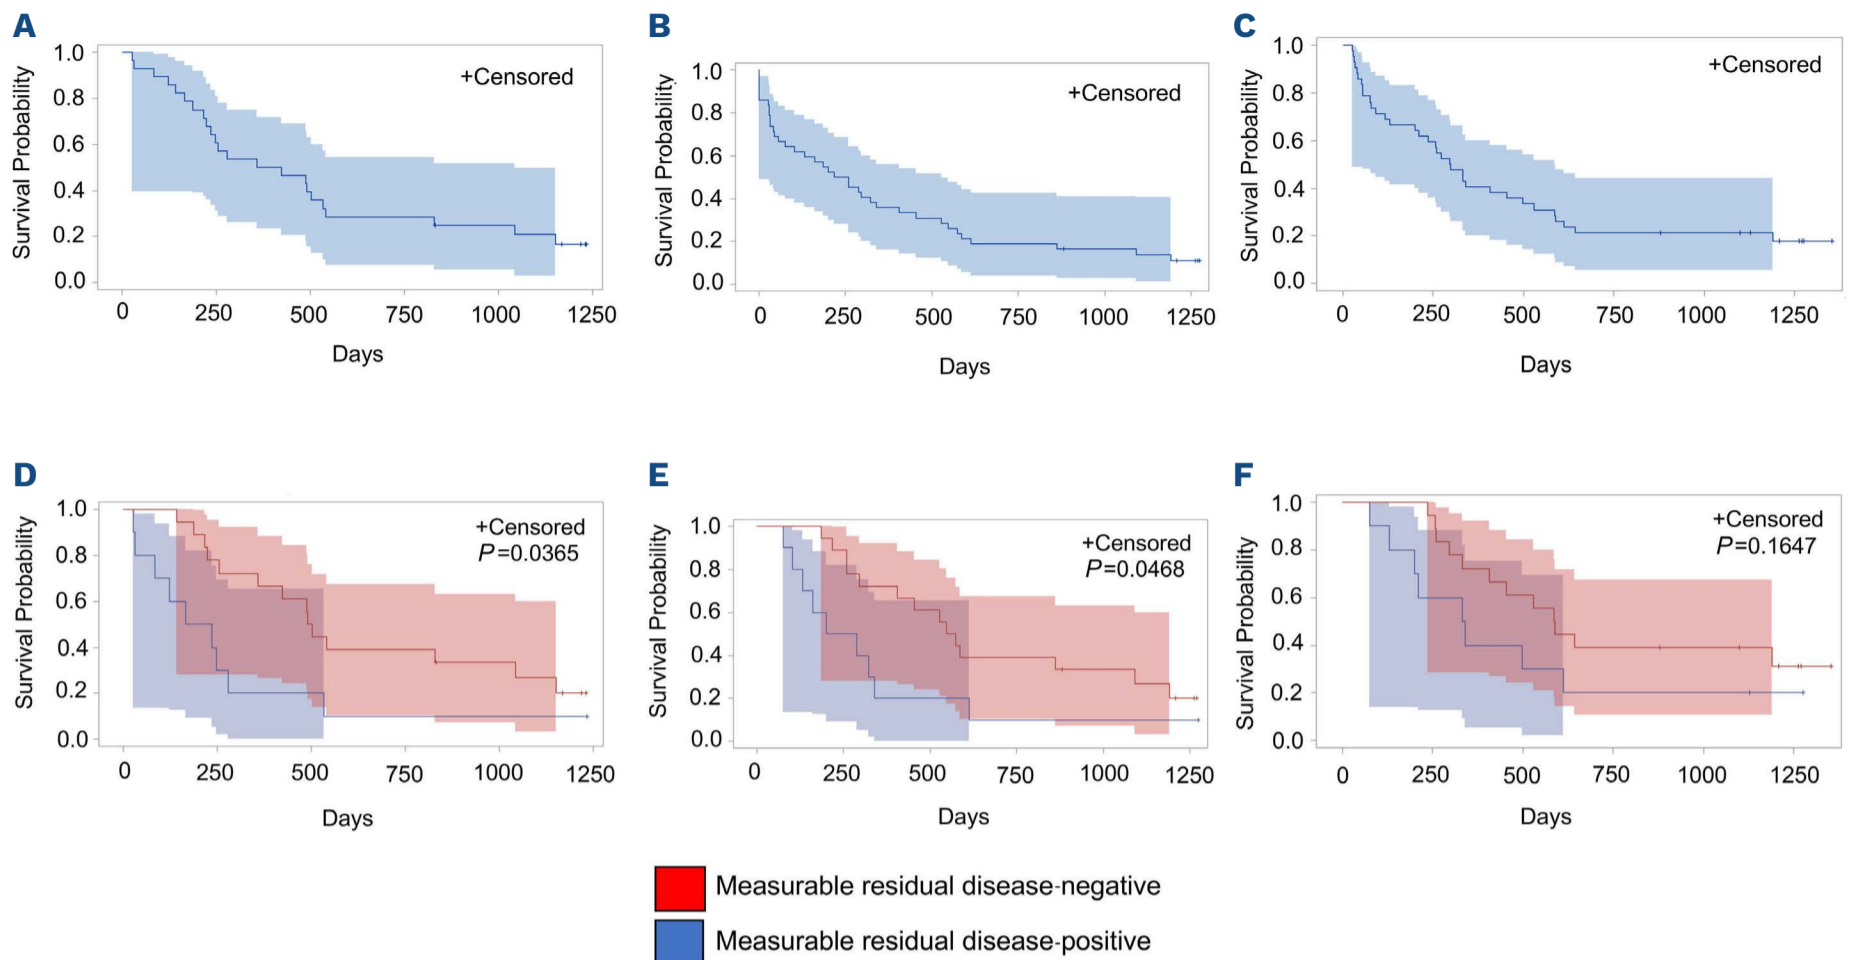 A
B
C
1.0
0.8
0.6
0.4
0.2
0.0
Survival Probability
+Censored
0 250 500 750 1000 1250
Days
1.0
0.8
0.6
0.4
0.2
0.0
Survival Probability
+Censored
0 250 500 750 1000 1250
Days
1.0
0.8
0.6
0.4
0.2
0.0
Survival Probability
+Censored
0 250 500 750 1000 1250
Days
D
E
F
1.0
0.8
0.6
0.4
0.2
0.0
Survival Probability
+Censored
P=0.0365
0 250 500 750 1000 1250
Days
1.0
0.8
0.6
0.4
0.2
0.0
Survival Probability
+Censored
P=0.0468
0 250 500 750 1000 1250
Days
1.0
0.8
0.6
0.4
0.2
0.0
Survival Probability
+Censored
P=0.1647
0 250 500 750 1000 1250
Days
Measurable residual disease-negative
Measurable residual disease-positive